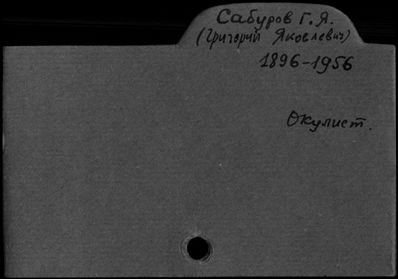 Сабуров Г. Я.
(Григорий Яковлевич)
1896-1956
Окулист.